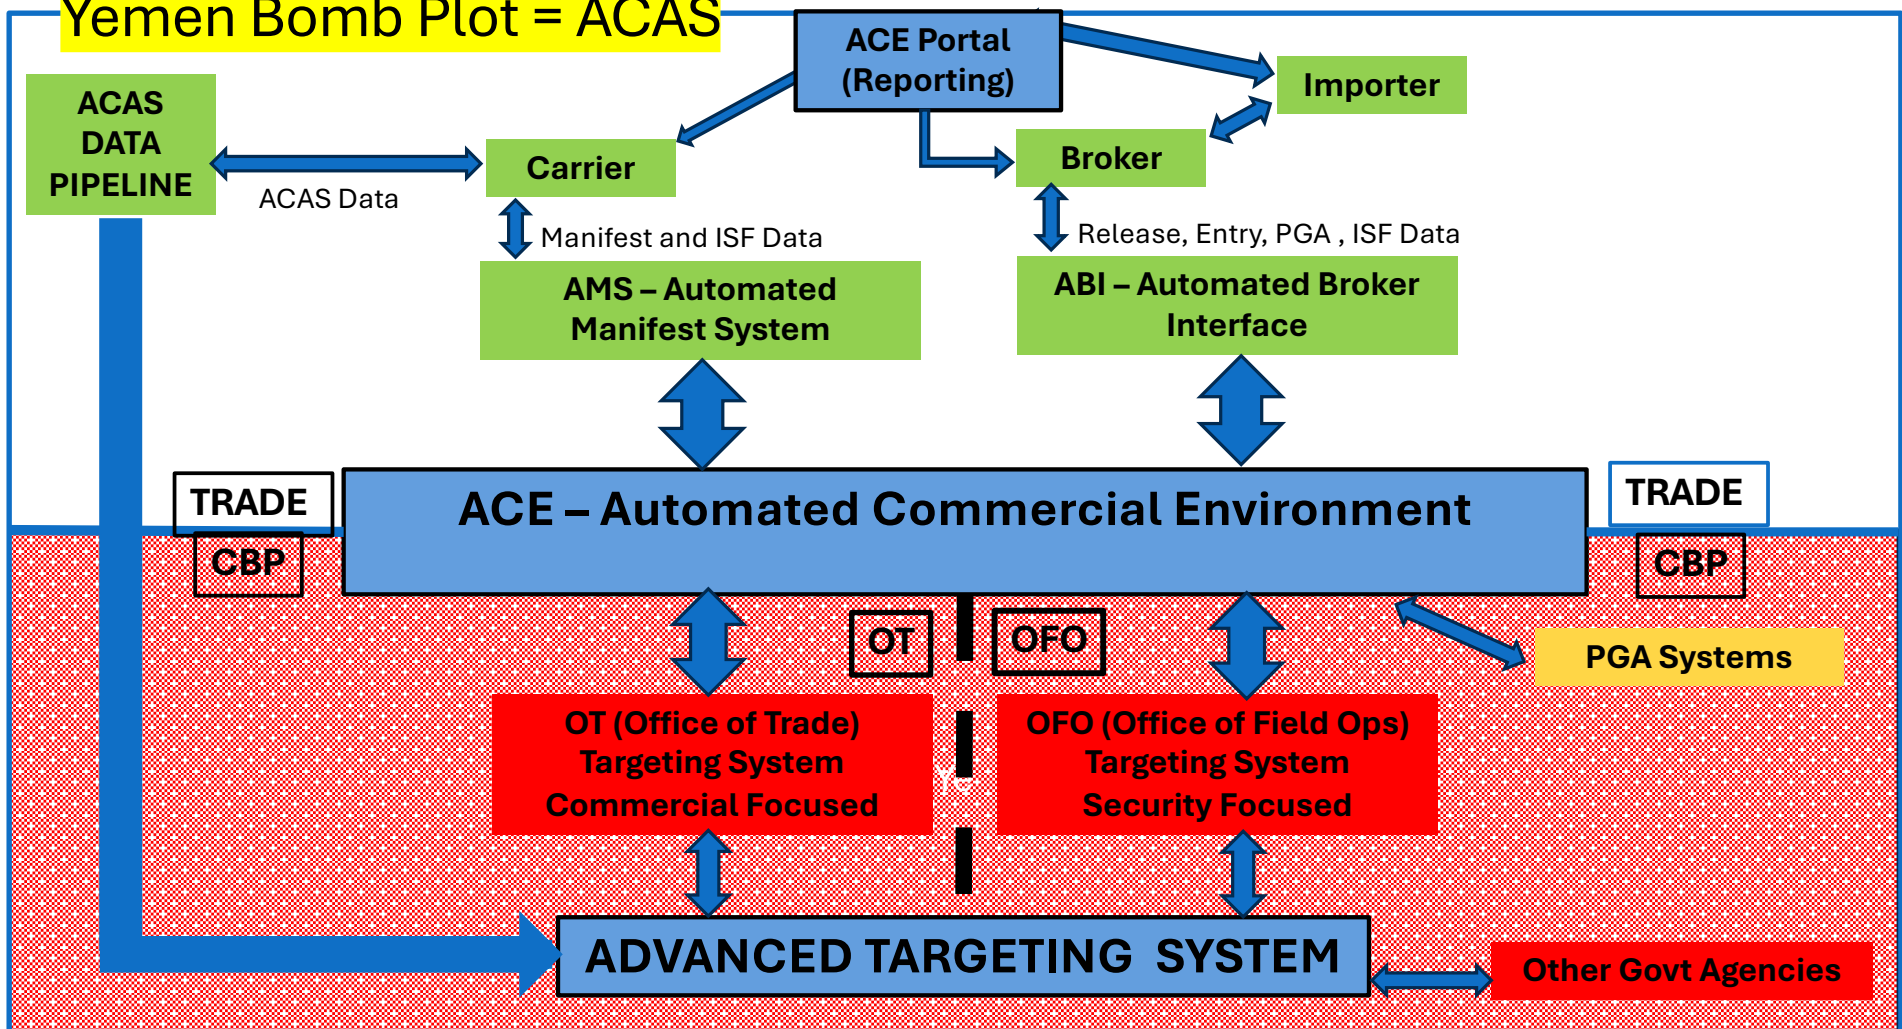 Yemen Bomb Plot = ACAS
ACE Portal
(Reporting)
Importer
ACAS
DATA
PIPELINE
Carrier
Broker
ACAS Data
Manifest and ISF Data
Release, Entry, PGA , ISF Data
AMS – Automated
Manifest System
ABI – Automated Broker
Interface
TRADE
ACE – Automated Commercial Environment
TRADE
CBP
CBP
OT
OFO
PGA Systems
OT (Office of Trade)
Targeting System
Commercial Focused
Ye
OFO (Office of Field Ops)
Targeting System
Security Focused
ADVANCED TARGETING SYSTEM
Other Govt Agencies